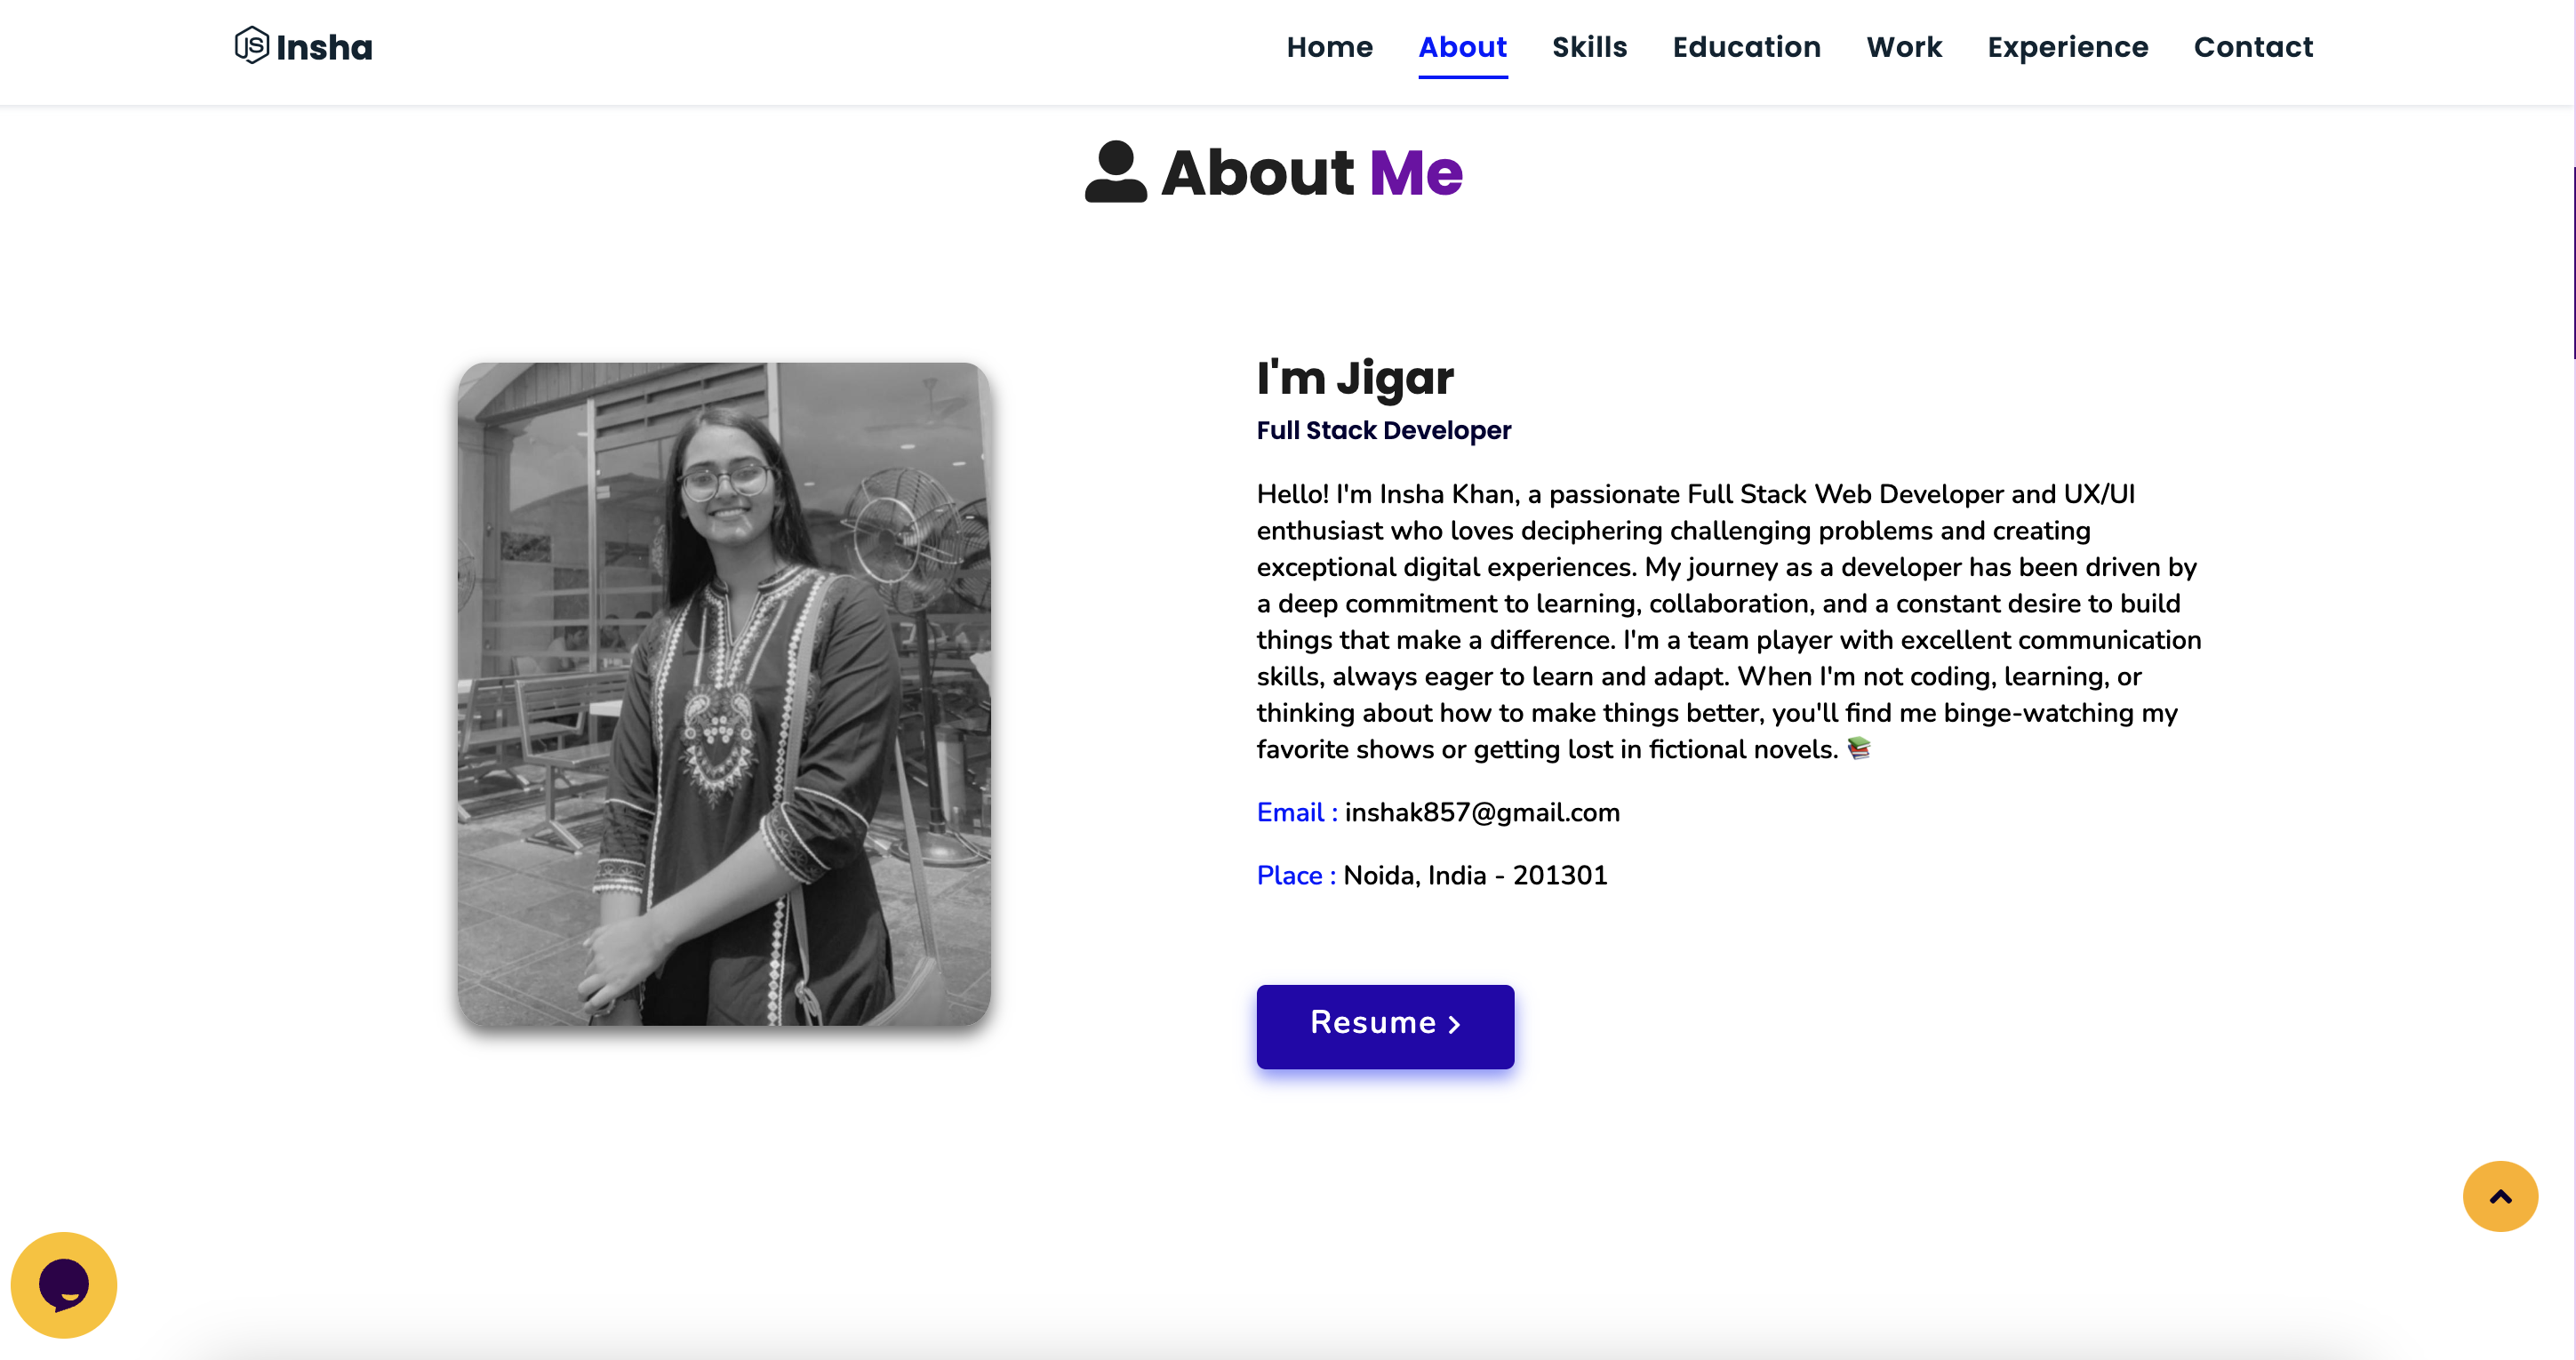 Insha
Home About Skills Education Work Experience Contact
About Me
I'm Jigar
Full Stack Developer
Hello! I'm Insha Khan, a passionate Full Stack Web Developer and UX/UI
enthusiast who loves deciphering challenging problems and creating
exceptional digital experiences. My journey as a developer has been driven by
a deep commitment to learning, collaboration, and a constant desire to build
things that make a difference. I'm a team player with excellent communication
skills, always eager to learn and adapt. When I'm not coding, learning, or
thinking about how to make things better, you'll find me binge-watching my
favorite shows or getting lost in fictional novels. 📚
Email : inshak857@gmail.com
Place : Noida, India - 201301
Resume >